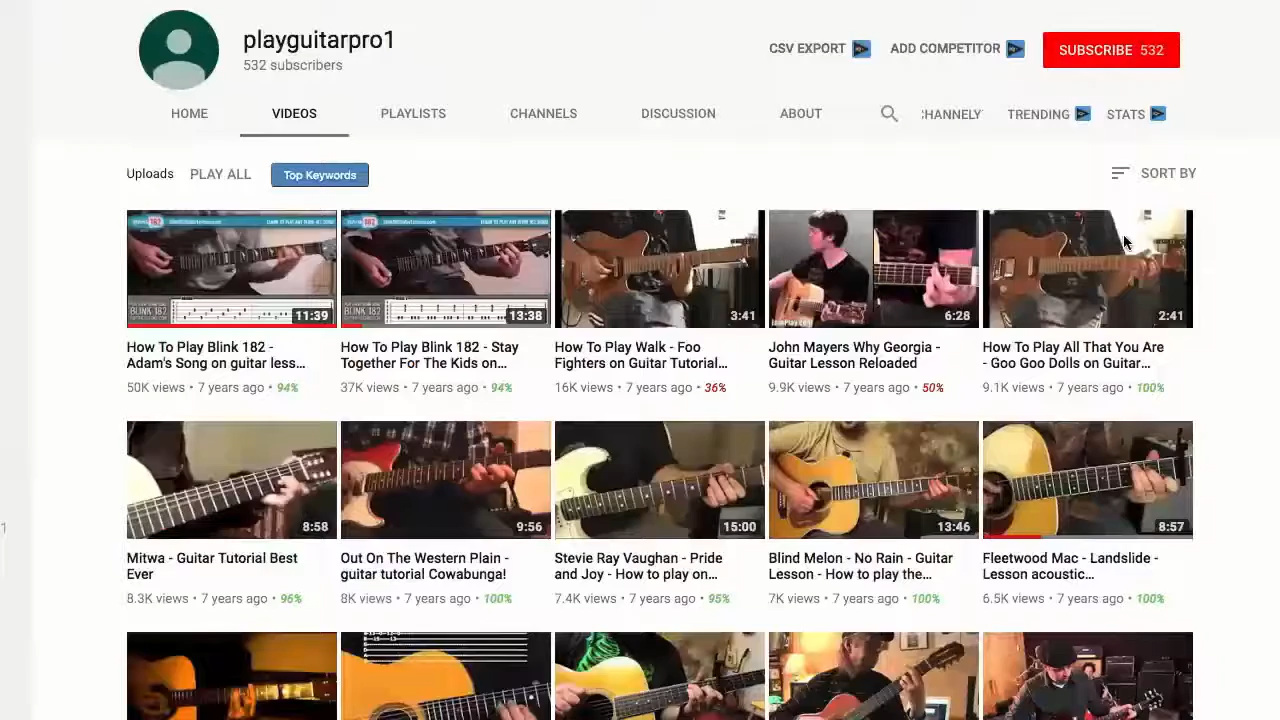 playguitarpro1
532 subscribers
CSV EXPORT
ADD COMPETITOR
SUBSCRIBE 532
HOME
VIDEOS
PLAYLISTS
CHANNELS
DISCUSSION
ABOUT
CHANNELY
TRENDING
STATS
Uploads
PLAY ALL
Top Keywords
SORT BY
11:39
13:38
3:41
6:28
2:41
How To Play Blink 182 -
Adam's Song on guitar less...
50K views • 7 years ago • 94%
How To Play Blink 182 - Stay
Together For The Kids on...
37K views • 7 years ago • 94%
How To Play Walk - Foo
Fighters on Guitar Tutorial...
16K views • 7 years ago • 36%
John Mayers Why Georgia -
Guitar Lesson Reloaded
9.9K views • 7 years ago • 50%
How To Play All That You Are
- Goo Goo Dolls on Guitar...
9.1K views • 7 years ago • 100%
8:58
9:56
15:00
13:46
8:57
Mitwa - Guitar Tutorial Best
Ever
8.3K views • 7 years ago • 96%
Out On The Western Plain -
guitar tutorial Cowabunga!
8K views • 7 years ago • 100%
Stevie Ray Vaughan - Pride
and Joy - How to play on...
7.4K views • 7 years ago • 95%
Blind Melon - No Rain - Guitar
Lesson - How to play the...
7K views • 7 years ago • 100%
Fleetwood Mac - Landslide -
Lesson acoustic...
6.5K views • 7 years ago • 100%